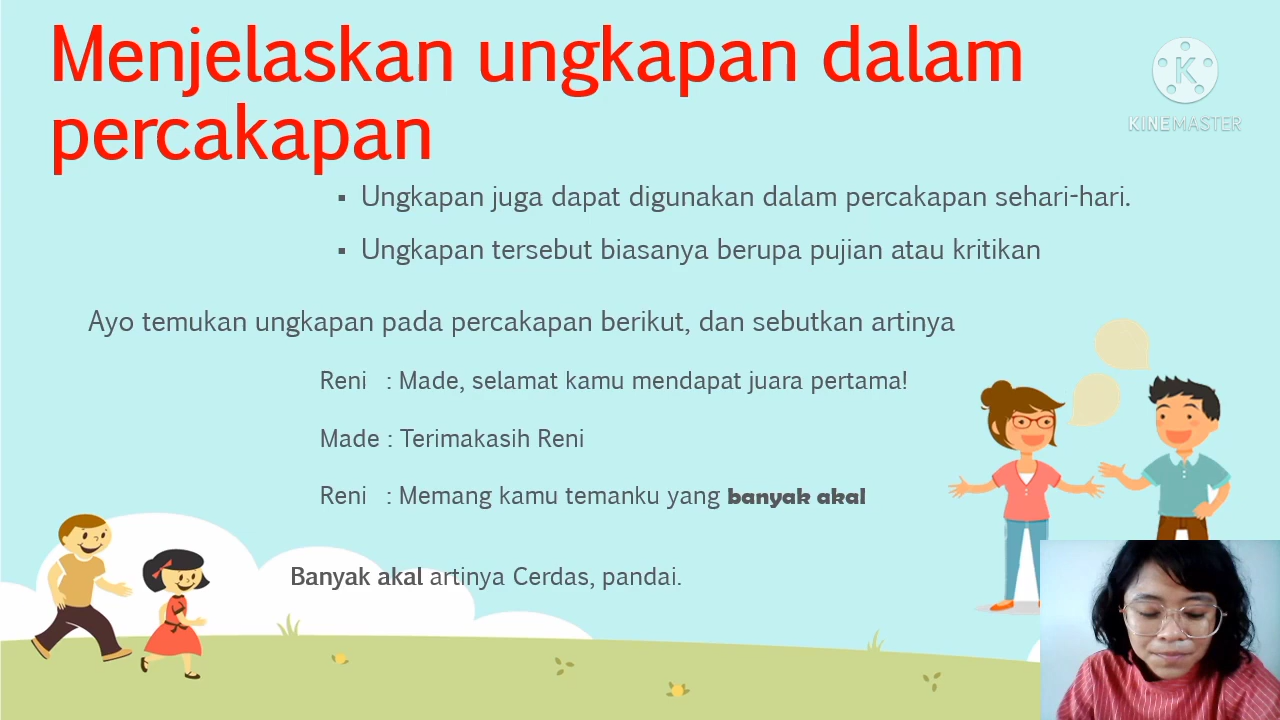 Menjelaskan ungkapan dalam
percakapan
KINEMASTER
▪ Ungkapan juga dapat digunakan dalam percakapan sehari-hari.
▪ Ungkapan tersebut biasanya berupa pujian atau kritikan
Ayo temukan ungkapan pada percakapan berikut, dan sebutkan artinya
Reni : Made, selamat kamu mendapat juara pertama!
Made : Terimakasih Reni
Reni : Memang kamu temanku yang banyak akal
Banyak akal artinya Cerdas, pandai.